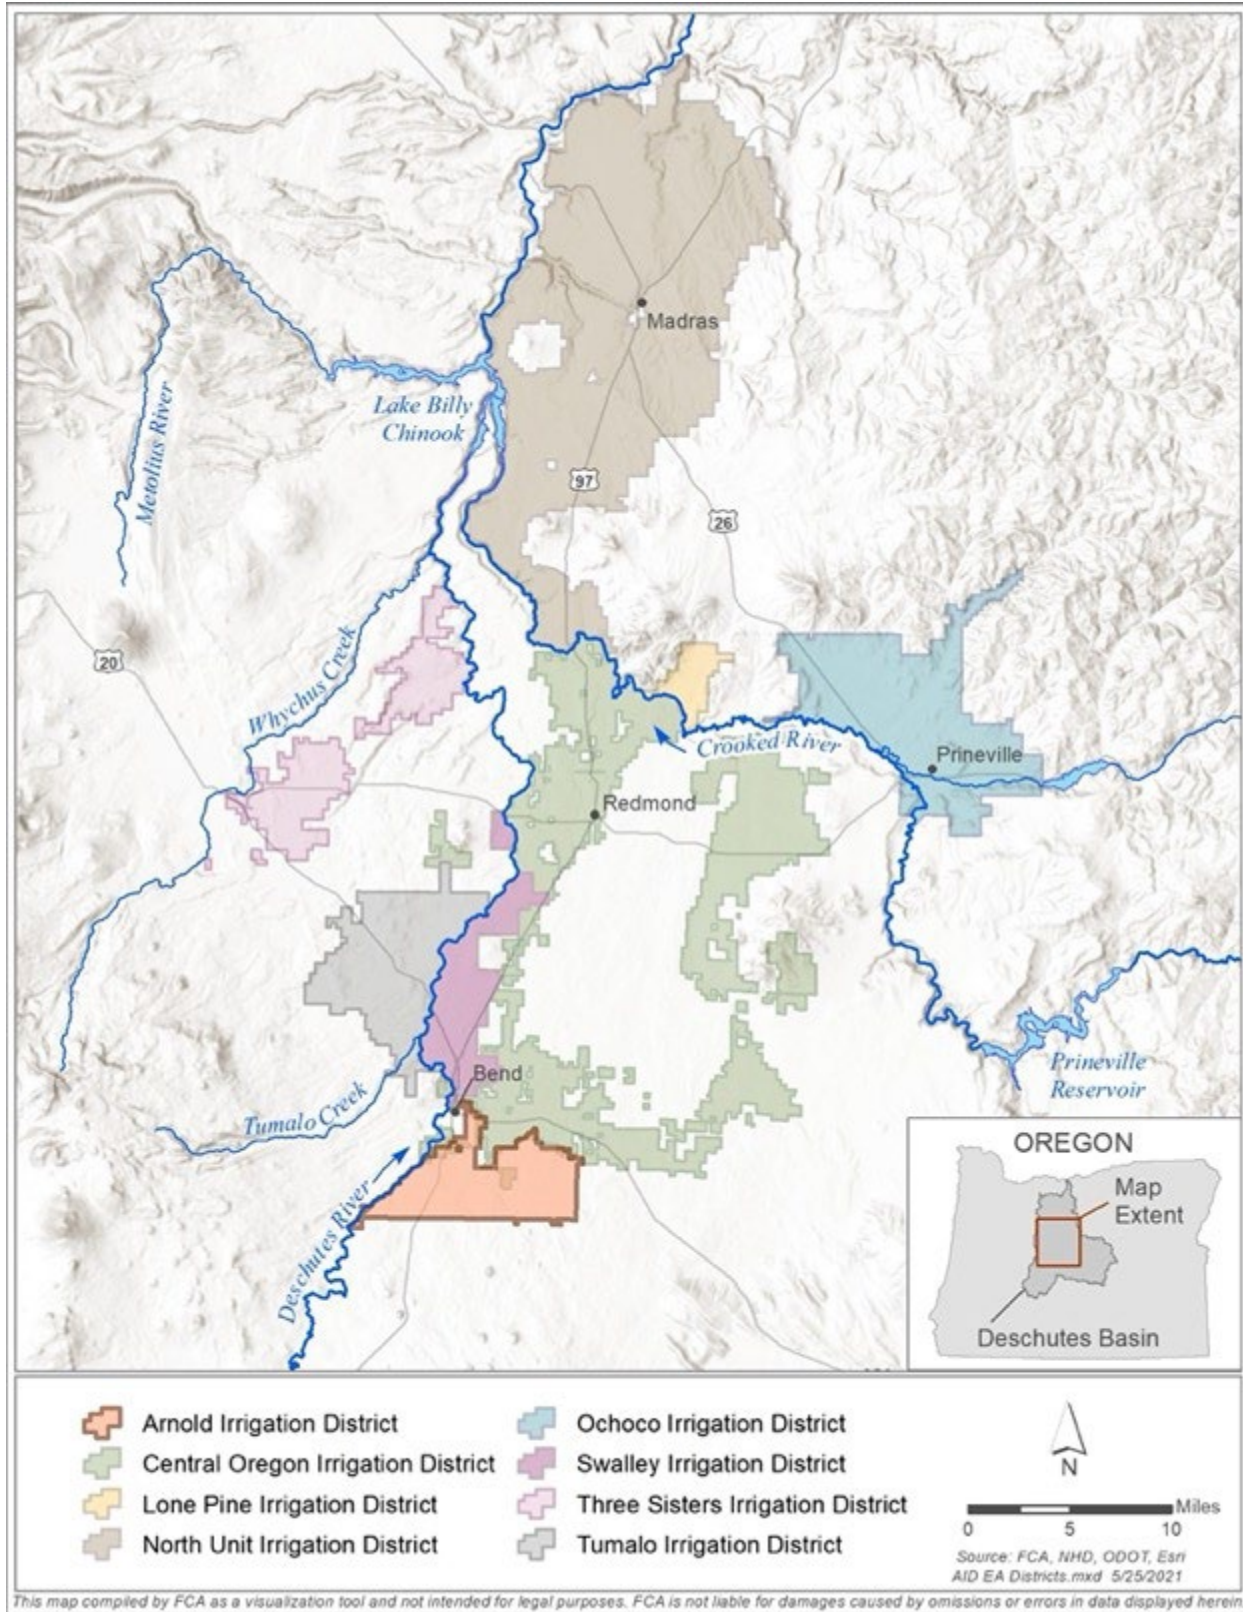 Madras
Lake Billy
Chinook
Metolius River
97
26
20
Whychus Creek
Crooked River
Prineville
Redmond
Prineville
Reservoir
Bend
Tumalo Creek
Deschutes River
OREGON
Map
Extent
Deschutes Basin
Arnold Irrigation District
Central Oregon Irrigation District
Lone Pine Irrigation District
North Unit Irrigation District
Ochoco Irrigation District
Swalley Irrigation District
Three Sisters Irrigation District
Tumalo Irrigation District
N
Miles
0 5 10
Source: FCA, NHD, ODOT, Esri
AID EA Districts.mxd 5/25/2021
This map compiled by FCA as a visualization tool and not intended for legal purposes. FCA is not liable for damages caused by omissions or errors in data displayed herein